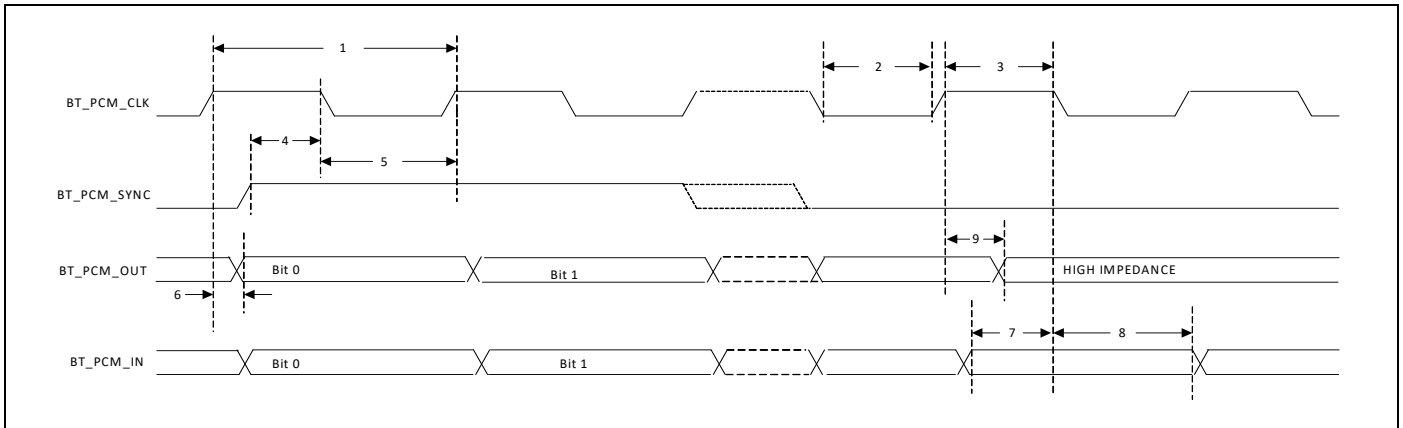 1
2
3
BT_PCM_CLK
4
5
BT_PCM_SYNC
9
BT_PCM_OUT
Bit 0
Bit 1
HIGH IMPEDANCE
6
7
8
BT_PCM_IN
Bit 0
Bit 1